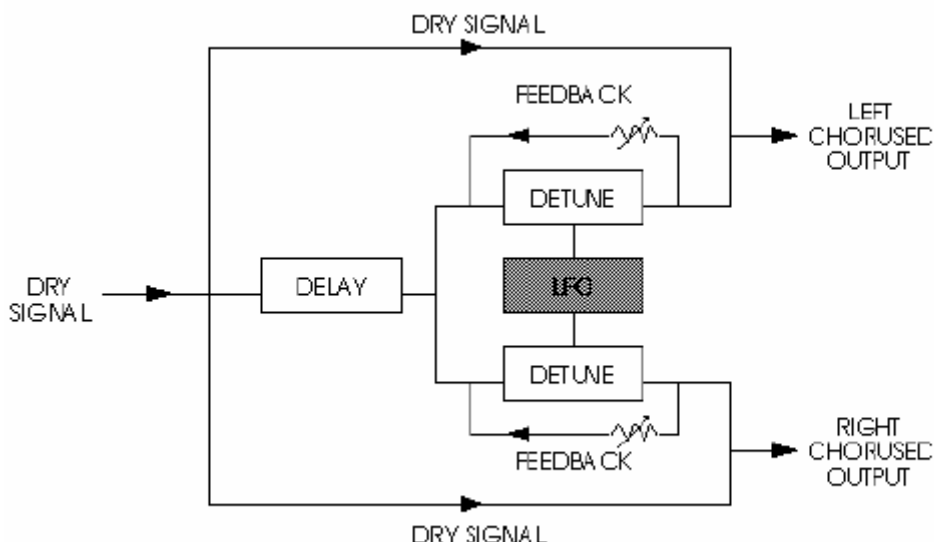 DRY SIGNAL
FEEDBACK
LEFT
CHORUSED
OUTPUT
DETUNE
DRY
SIGNAL
DELAY
LFO
DETUNE
FEEDBACK
RIGHT
CHORUSED
OUTPUT
DRY SIGNAL